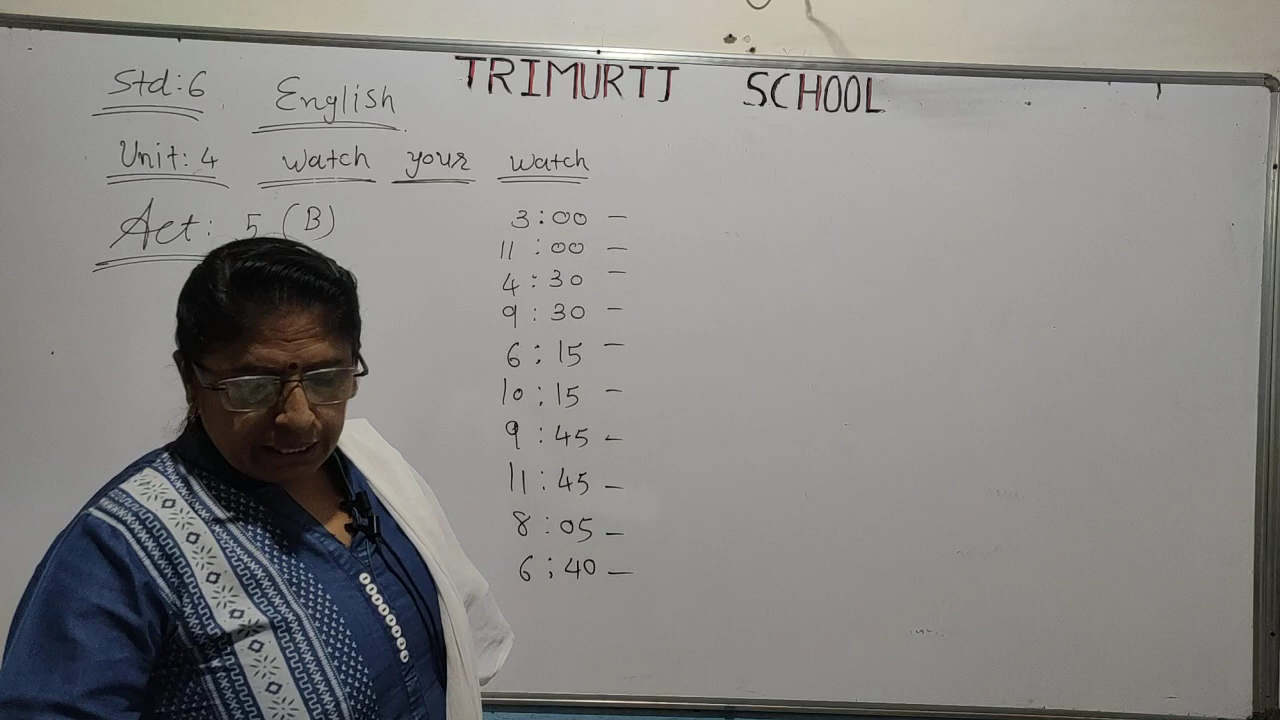 TRIMURTI SCHOOL
Std: 6 English
Unit: 4 Watch your Watch
Act: 5 (B)
3:00 –
11:00 –
4:30 –
9:30 –
6:15 –
10:15 –
9:45 –
11:45 –
8:05 –
6:40 –